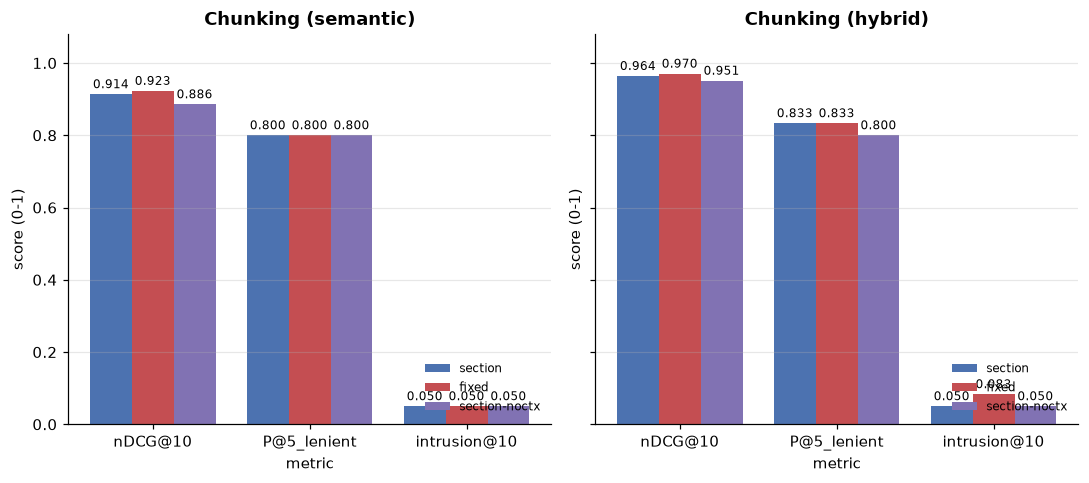 Chunking (semantic)
score (0-1)
1.0
0.8
0.6
0.4
0.2
0.0
0.914 0.923 0.886
0.800 0.800 0.800
0.050 0.050 0.050
section
fixed
section-noctx
nDCG@10 P@5_lenient intrusion@10
metric
Chunking (hybrid)
score (0-1)
0.964 0.970 0.951
0.833 0.833 0.800
0.050 0.083 0.050
section
fixed
section-noctx
nDCG@10 P@5_lenient intrusion@10
metric